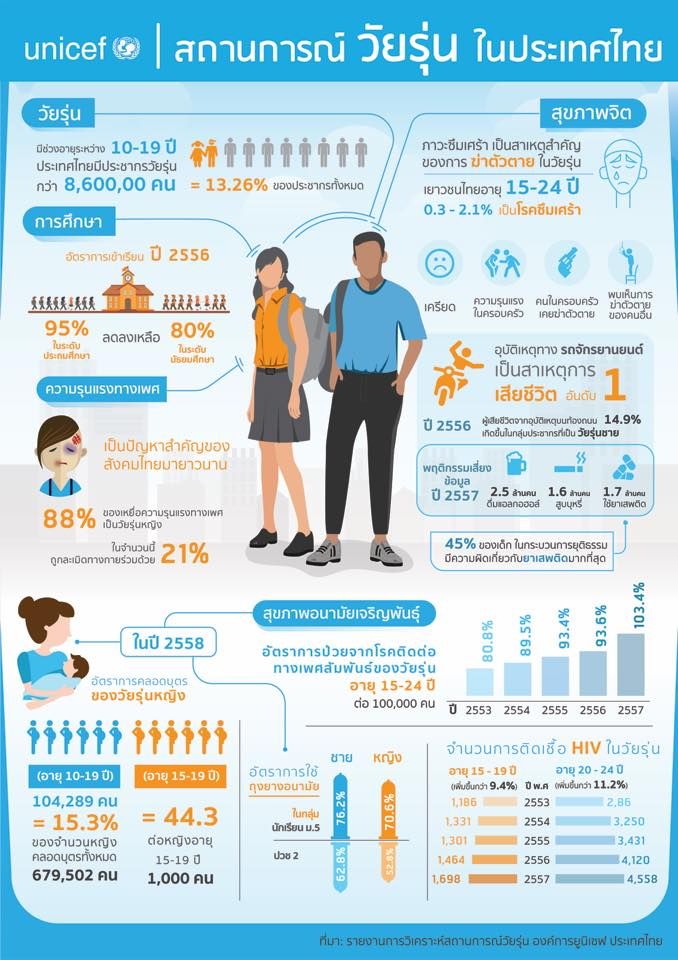 unicef
สถานการณ์ วัยรุ่น ในประเทศไทย
วัยรุ่น
มีช่วงอายุระหว่าง 10-19 ปี
ประเทศไทยมีประชากรวัยรุ่น
กว่า 8,600,00 คน
= 13.26% ของประชากรทั้งหมด
สุขภาพจิต
ภาวะซึมเศร้า เป็นสาเหตุสำคัญ
ของการ ฆ่าตัวตาย ในวัยรุ่น
เยาวชนไทยอายุ 15-24 ปี
0.3 - 2.1% เป็นโรคซึมเศร้า
เครียด
ความรุนแรง
ในครอบครัว
คนในครอบครัว
เคยฆ่าตัวตาย
พบเห็นการ
ฆ่าตัวตาย
ของคนอื่น
การศึกษา
อัตราการเข้าเรียน ปี 2556
95%
ในระดับ
ประถมศึกษา
ลดลงเหลือ
80%
ในระดับ
มัธยมศึกษา
ความรุนแรงทางเพศ
เป็นปัญหาสำคัญของ
สังคมไทยมายาวนาน
88%
ของเหยื่อความรุนแรงทางเพศ
เป็นวัยรุ่นหญิง
ในจำนวนนี้
ถูกละเมิดทางกายร่วมด้วย
21%
อุบัติเหตุทาง รถจักรยานยนต์
เป็นสาเหตุการ
เสียชีวิต อันดับ 1
ปี 2556
ผู้เสียชีวิตจากอุบัติเหตุบนท้องถนน 14.9%
เกิดขึ้นในกลุ่มประชากรที่เป็น วัยรุ่นชาย
พฤติกรรมเสี่ยง
ข้อมูล
ปี 2557
2.5 ล้านคน
ดื่มแอลกอฮอล์
1.6 ล้านคน
สูบบุหรี่
1.7 ล้านคน
ใช้ยาเสพติด
45% ของเด็ก ในกระบวนการยุติธรรม
มีความผิดเกี่ยวกับยาเสพติดมากที่สุด
ในปี 2558
อัตราการคลอดบุตร
ของวัยรุ่นหญิง
(อายุ 10-19 ปี)
104,289 คน
= 15.3%
ของจำนวนหญิง
คลอดบุตรทั้งหมด
679,502 คน
(อายุ 15-19 ปี)
= 44.3
ต่อหญิงอายุ
15-19 ปี
1,000 คน
สุขภาพอนามัยเจริญพันธุ์
อัตราการป่วยจากโรคติดต่อ
ทางเพศสัมพันธ์ของวัยรุ่น
อายุ 15-24 ปี
ต่อ 100,000 คน
80.8%
89.5%
93.4%
93.6%
103.4%
ปี 2553 2554 2555 2556 2557
อัตราการใช้
ถุงยางอนามัย
ชาย
หญิง
ในกลุ่ม
นักเรียน ม.5
76.2%
70.6%
ปวช 2
62.8%
52.8%
จำนวนการติดเชื้อ HIV ในวัยรุ่น
อายุ 15 - 19 ปี
(เพิ่มขึ้นกว่า 9.4%)
ปี พ.ศ
อายุ 20 - 24 ปี
(เพิ่มขึ้นกว่า 11.2%)
1,186 2553 2,86
1,331 2554 3,250
1,301 2555 3,431
1,464 2556 4,120
1,698 2557 4,558
ที่มา: รายงานการวิเคราะห์สถานการณ์วัยรุ่น องค์การยูนิเซฟ ประเทศไทย